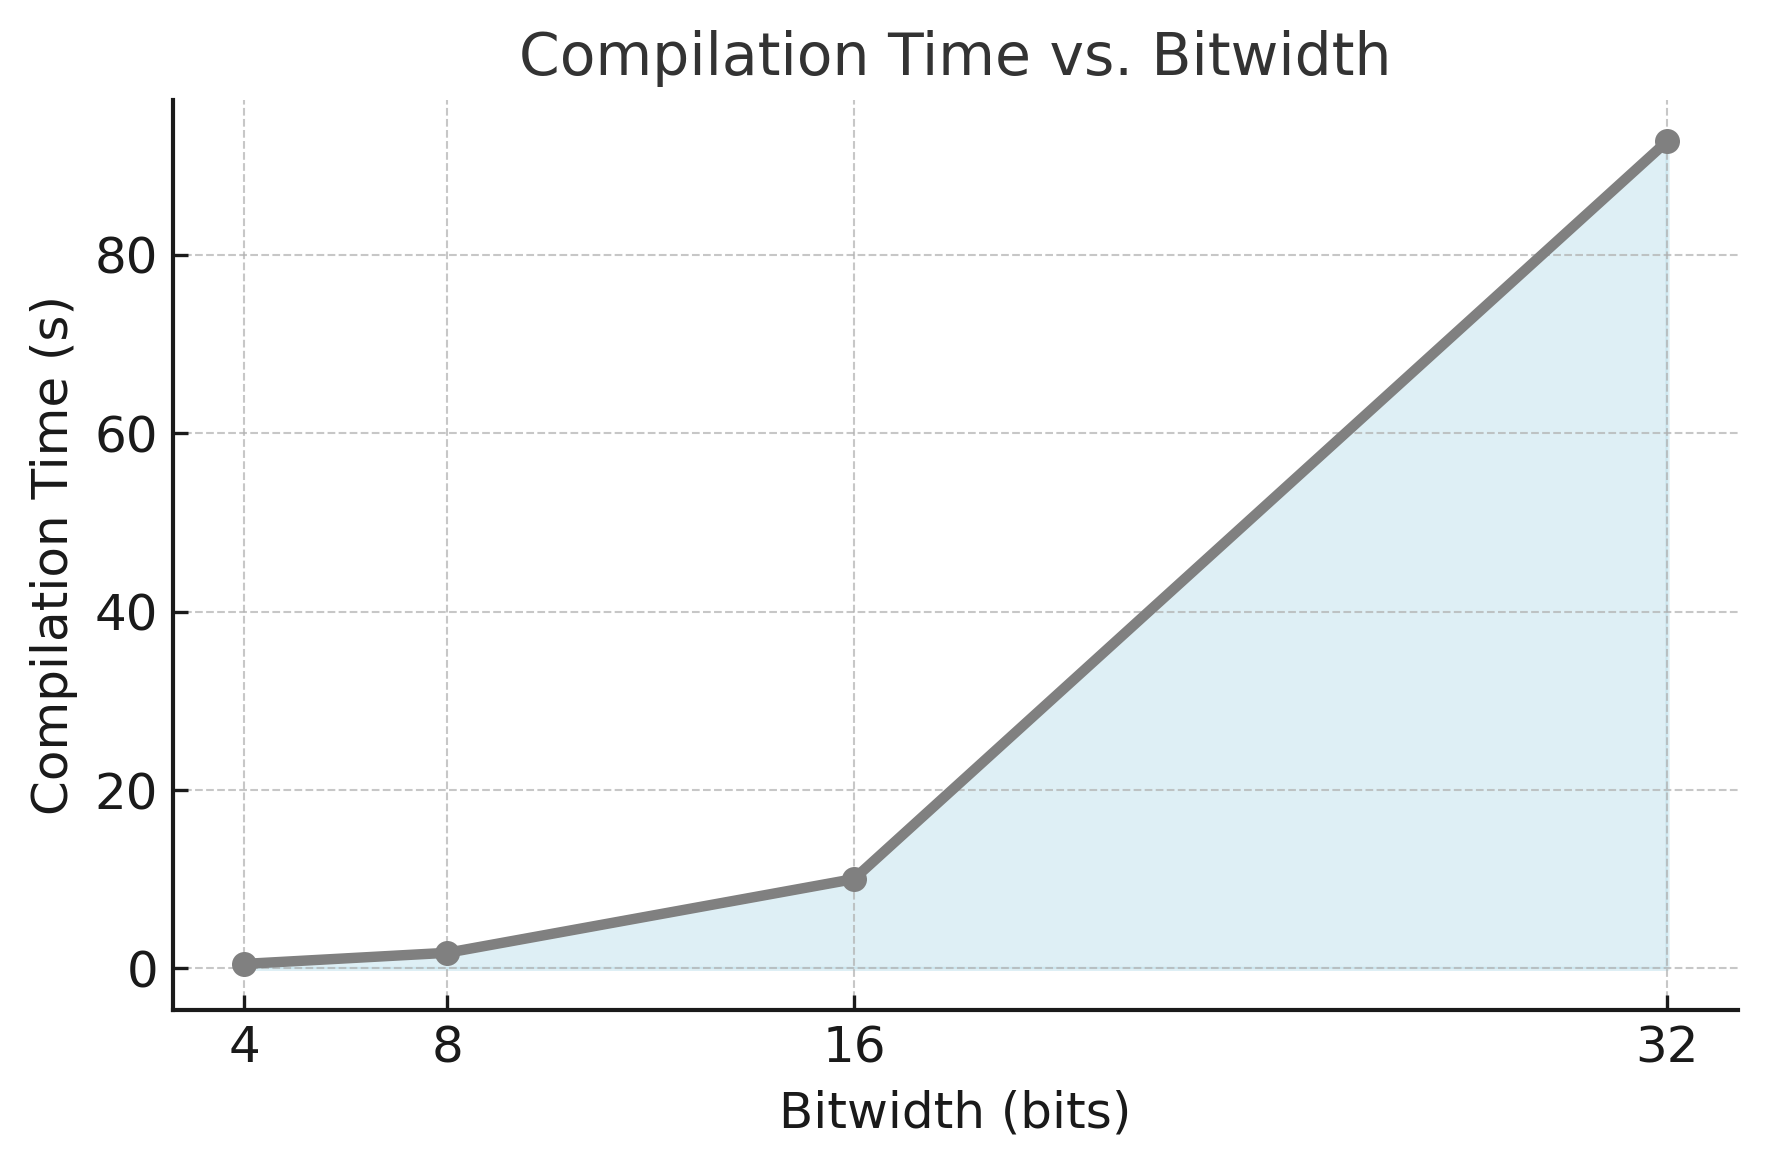 Compilation Time vs. Bitwidth
Compilation Time (s)
80
60
40
20
0
4 8 16 32
Bitwidth (bits)